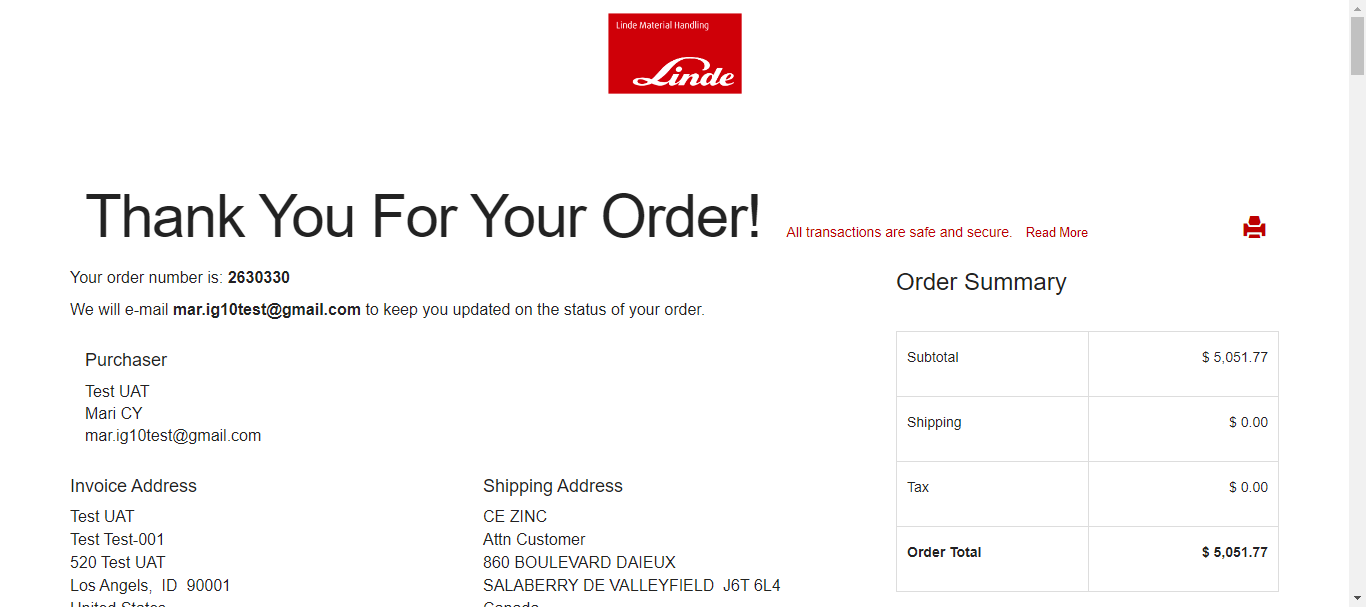 Linde Material Handling
Linde
Thank You For Your Order!
All transactions are safe and secure. Read More
Your order number is: 2630330
We will e-mail mar.ig10test@gmail.com to keep you updated on the status of your order.
Purchaser
Test UAT
Mari CY
mar.ig10test@gmail.com
Invoice Address
Test UAT
Test Test-001
520 Test UAT
Los Angels, ID 90001
United States
Shipping Address
CE ZINC
Attn Customer
860 BOULEVARD DAIEUX
SALABERRY DE VALLEYFIELD J6T 6L4
Canada
Order Summary
Subtotal $ 5,051.77
Shipping $ 0.00
Tax $ 0.00
Order Total $ 5,051.77